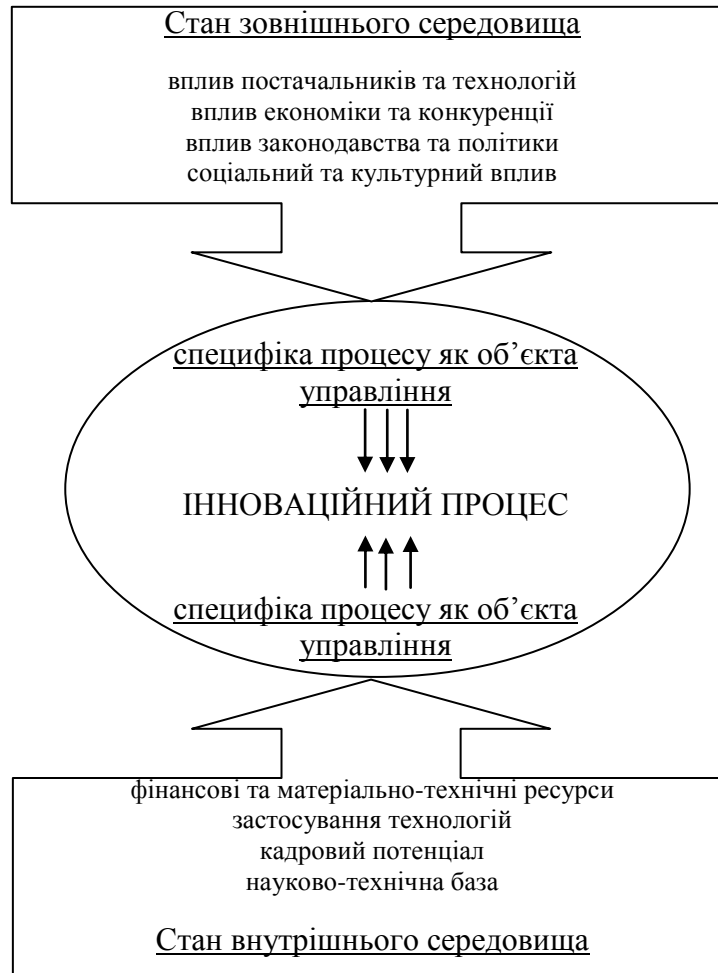 Стан зовнішнього середовища
вплив постачальників та технологій
вплив економіки та конкуренції
вплив законодавства та політики
соціальний та культурний вплив
специфіка процесу як об’єкта
управління
ІННОВАЦІЙНИЙ ПРОЦЕС
специфіка процесу як об’єкта
управління
фінансові та матеріально-технічні ресурси
застосування технологій
кадровий потенціал
науково-технічна база
Стан внутрішнього середовища